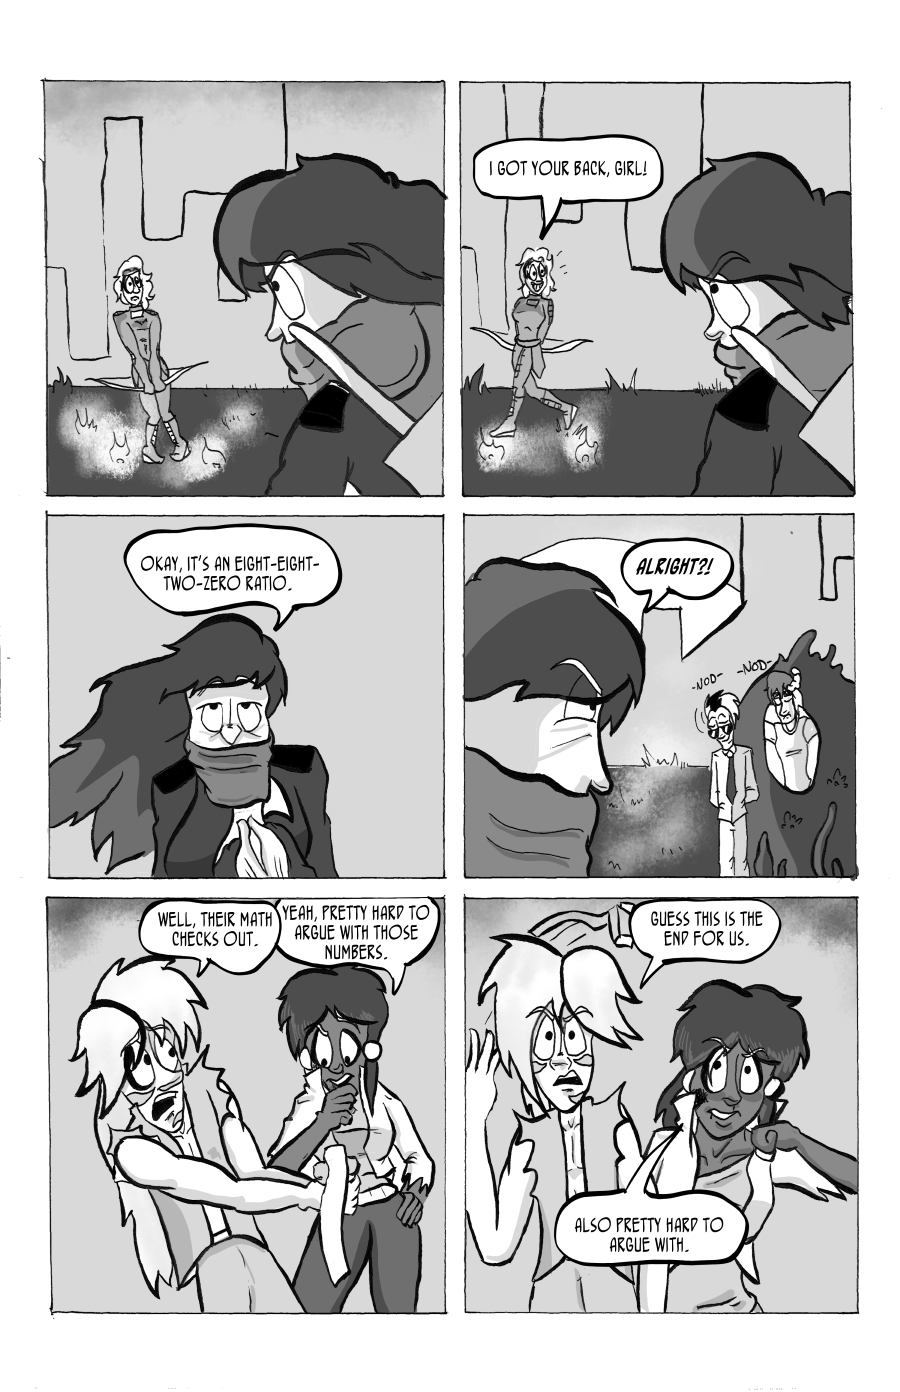 I GOT YOUR BACK, GIRL!
OKAY, IT'S AN EIGHT-EIGHT-
TWO-ZERO RATIO.
ALRIGHT?!
-NOD-
-NOD-
WELL, THEIR MATH
CHECKS OUT.
YEAH, PRETTY HARD TO
ARGUE WITH THOSE
NUMBERS.
GUESS THIS IS THE
END FOR US.
ALSO PRETTY HARD TO
ARGUE WITH.